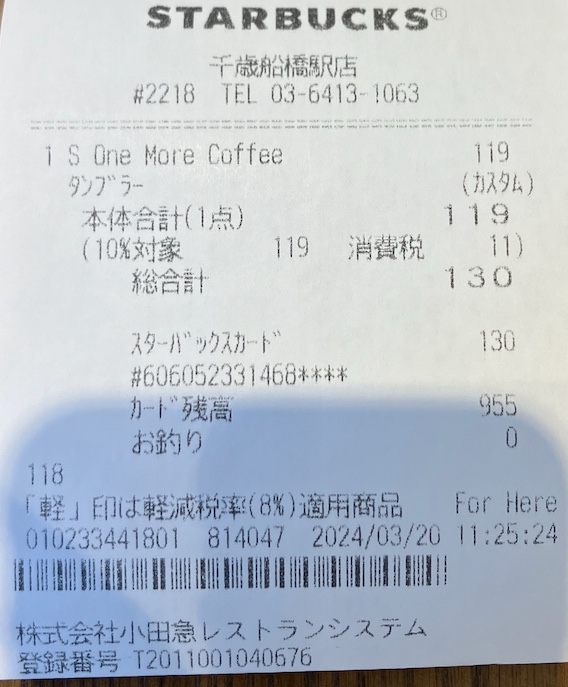 STARBUCKS®
千歳船橋駅店
#2218 TEL 03-6413-1063
1 S One More Coffee 119
ﾀﾝﾌﾞﾗｰ (ｶｽﾀﾑ)
本体合計(1点) 119
(10%対象 119 消費税 11)
総合計 130
ｽﾀｰﾊﾞｯｸｽｶｰﾄﾞ 130
#606052331468****
ｶｰﾄﾞ残高 955
お釣り 0
118
「軽」印は軽減税率(8%)適用商品 For Here
010233441801 814047 2024/03/20 11:25:24
株式会社小田急レストランシステム
登録番号 T2011001040676